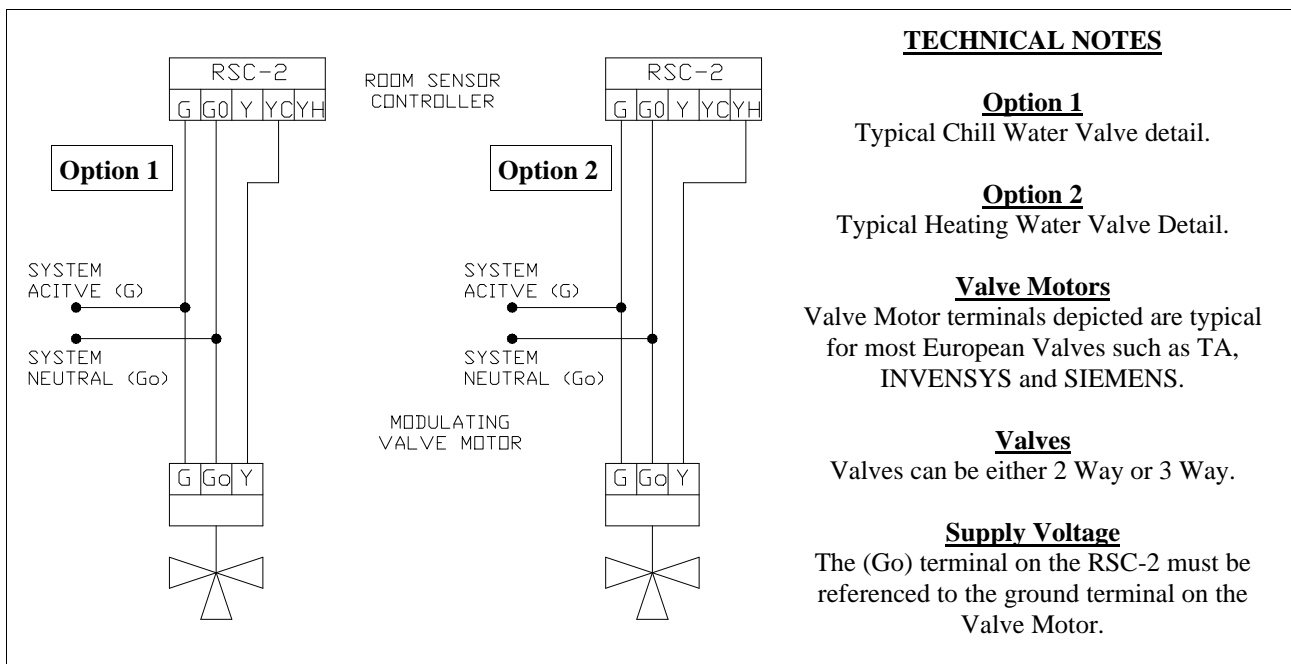 RSC-2
G G0 Y YC YH
ROOM SENSOR
CONTROLLER
Option 1
SYSTEM
ACITVE (G)
SYSTEM
NEUTRAL (Go)
G Go Y
RSC-2
G G0 Y YC YH
Option 2
SYSTEM
ACITVE (G)
SYSTEM
NEUTRAL (Go)
MODULATING
VALVE MOTOR
G Go Y
TECHNICAL NOTES
Option 1
Typical Chill Water Valve detail.
Option 2
Typical Heating Water Valve Detail.
Valve Motors
Valve Motor terminals depicted are typical
for most European Valves such as TA,
INVENSYS and SIEMENS.
Valves
Valves can be either 2 Way or 3 Way.
Supply Voltage
The (Go) terminal on the RSC-2 must be
referenced to the ground terminal on the
Valve Motor.